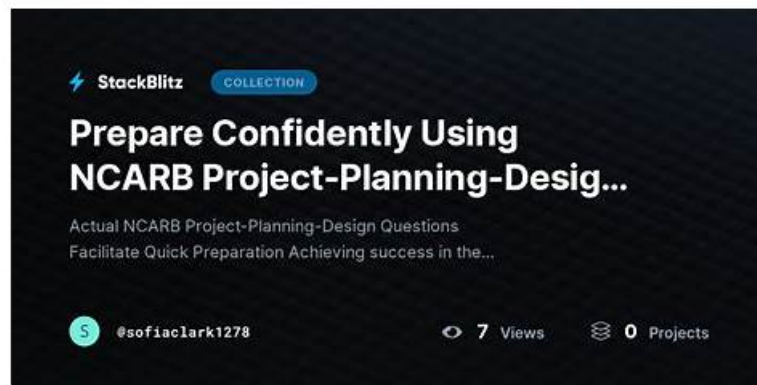 StackBlitz COLLECTION
Prepare Confidently Using
NCARB Project-Planning-Desig...
Actual NCARB Project-Planning-Design Questions
Facilitate Quick Preparation Achieving success in the...
S @sofiaclark1278 7 Views 0 Projects